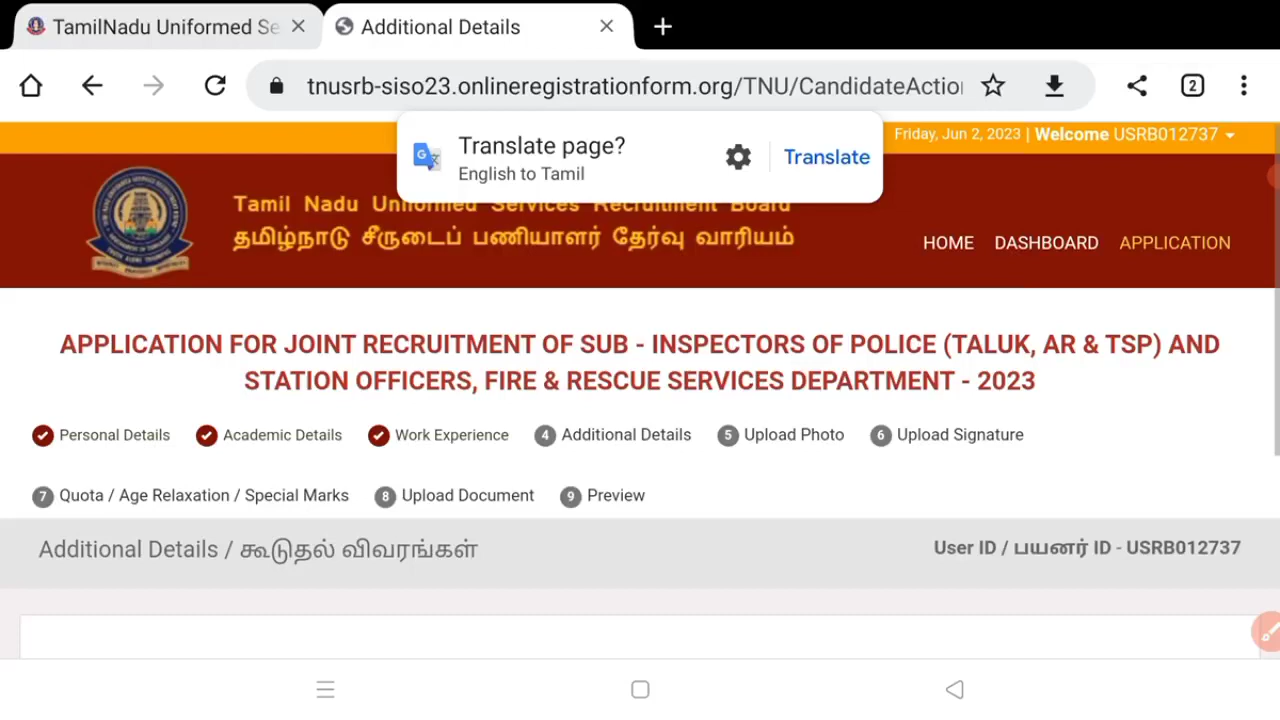 TamilNadu Uniformed Se
Additional Details
tnusrb-siso23.onlineregistrationform.org/TNU/CandidateAction
2
Translate page?
English to Tamil
Translate
Friday, Jun 2, 2023 | Welcome USRB012737
Tamil Nadu Uniformed Services Recruitment Board
தமிழ்நாடு சீருடைப் பணியாளர் தேர்வு வாரியம்
HOME DASHBOARD APPLICATION
APPLICATION FOR JOINT RECRUITMENT OF SUB - INSPECTORS OF POLICE (TALUK, AR & TSP) AND
STATION OFFICERS, FIRE & RESCUE SERVICES DEPARTMENT - 2023
Personal Details Academic Details Work Experience 4 Additional Details 5 Upload Photo 6 Upload Signature
7 Quota / Age Relaxation / Special Marks 8 Upload Document 9 Preview
Additional Details / கூடுதல் விவரங்கள்
User ID / பயனர் ID - USRB012737